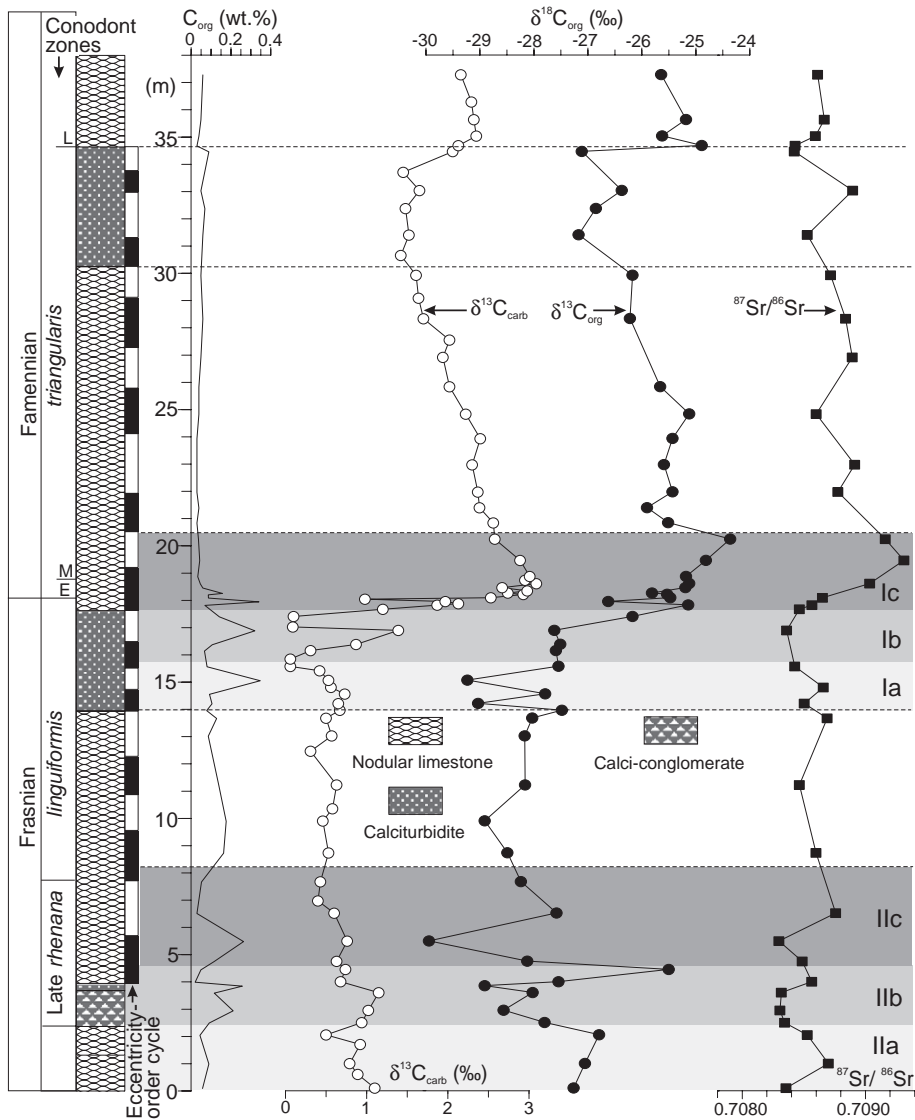 C_org (wt.%)
δ¹⁸C_org (‰)
Conodont
zones
0 0.2 0.4
-30 -29 -28 -27 -26 -25 -24
(m)
L
35
30
δ¹³C_carb
δ¹³C_org
⁸⁷Sr/⁸⁶Sr
Famennian
triangularis
25
20
M
E
Ic
Ib
15
Ia
Nodular limestone
Calci-conglomerate
Calciturbidite
Frasnian
linguiformis
10
Late rhenana
IIc
5
IIb
IIa
Eccentricity-
order cycle
δ¹³C_carb (‰)
⁸⁷Sr/ ⁸⁶Sr
0
0 1 2 3
0.7080 0.7090